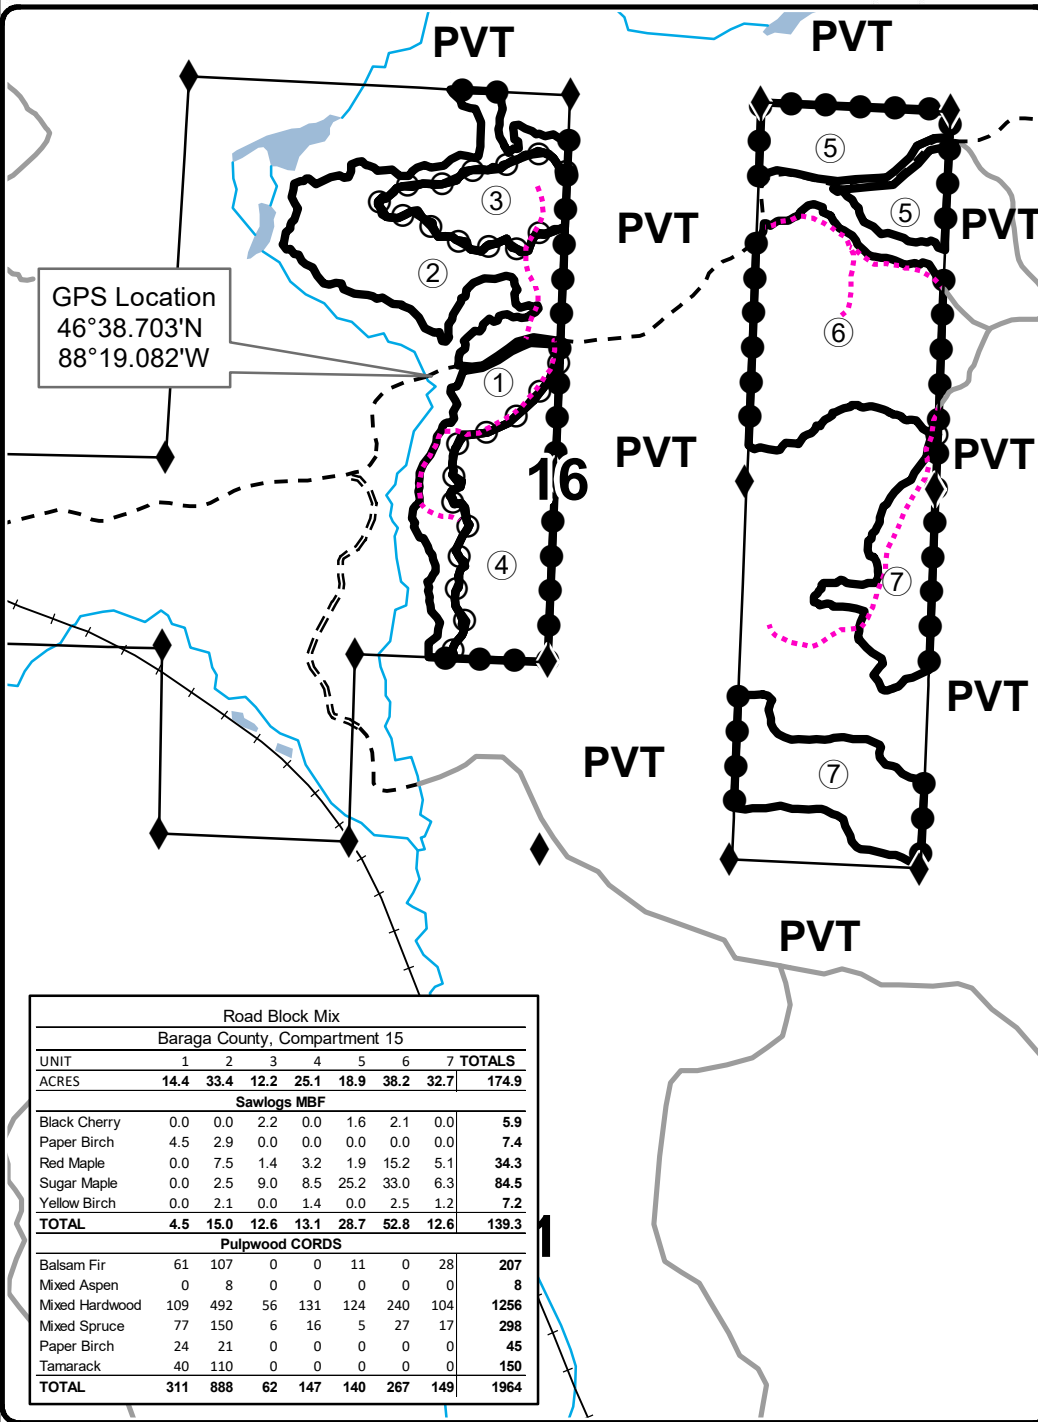 PVT
PVT
5
3
5
PVT
PVT
2
GPS Location
46°38.703'N
88°19.082'W
6
1
PVT
PVT
16
4
7
PVT
PVT
7
PVT
Road Block Mix
Baraga County, Compartment 15
UNIT 1 2 3 4 5 6 7 TOTALS
ACRES 14.4 33.4 12.2 25.1 18.9 38.2 32.7 174.9
Sawlogs MBF
Black Cherry 0.0 0.0 2.2 0.0 1.6 2.1 0.0 5.9
Paper Birch 4.5 2.9 0.0 0.0 0.0 0.0 0.0 7.4
Red Maple 0.0 7.5 1.4 3.2 1.9 15.2 5.1 34.3
Sugar Maple 0.0 2.5 9.0 8.5 25.2 33.0 6.3 84.5
Yellow Birch 0.0 2.1 0.0 1.4 0.0 2.5 1.2 7.2
TOTAL 4.5 15.0 12.6 13.1 28.7 52.8 12.6 139.3
Pulpwood CORDS
Balsam Fir 61 107 0 0 11 0 28 207
Mixed Aspen 0 8 0 0 0 0 0 8
Mixed Hardwood 109 492 56 131 124 240 104 1256
Mixed Spruce 77 150 6 16 5 27 17 298
Paper Birch 24 21 0 0 0 0 0 45
Tamarack 40 110 0 0 0 0 0 150
TOTAL 311 888 62 147 140 267 149 1964